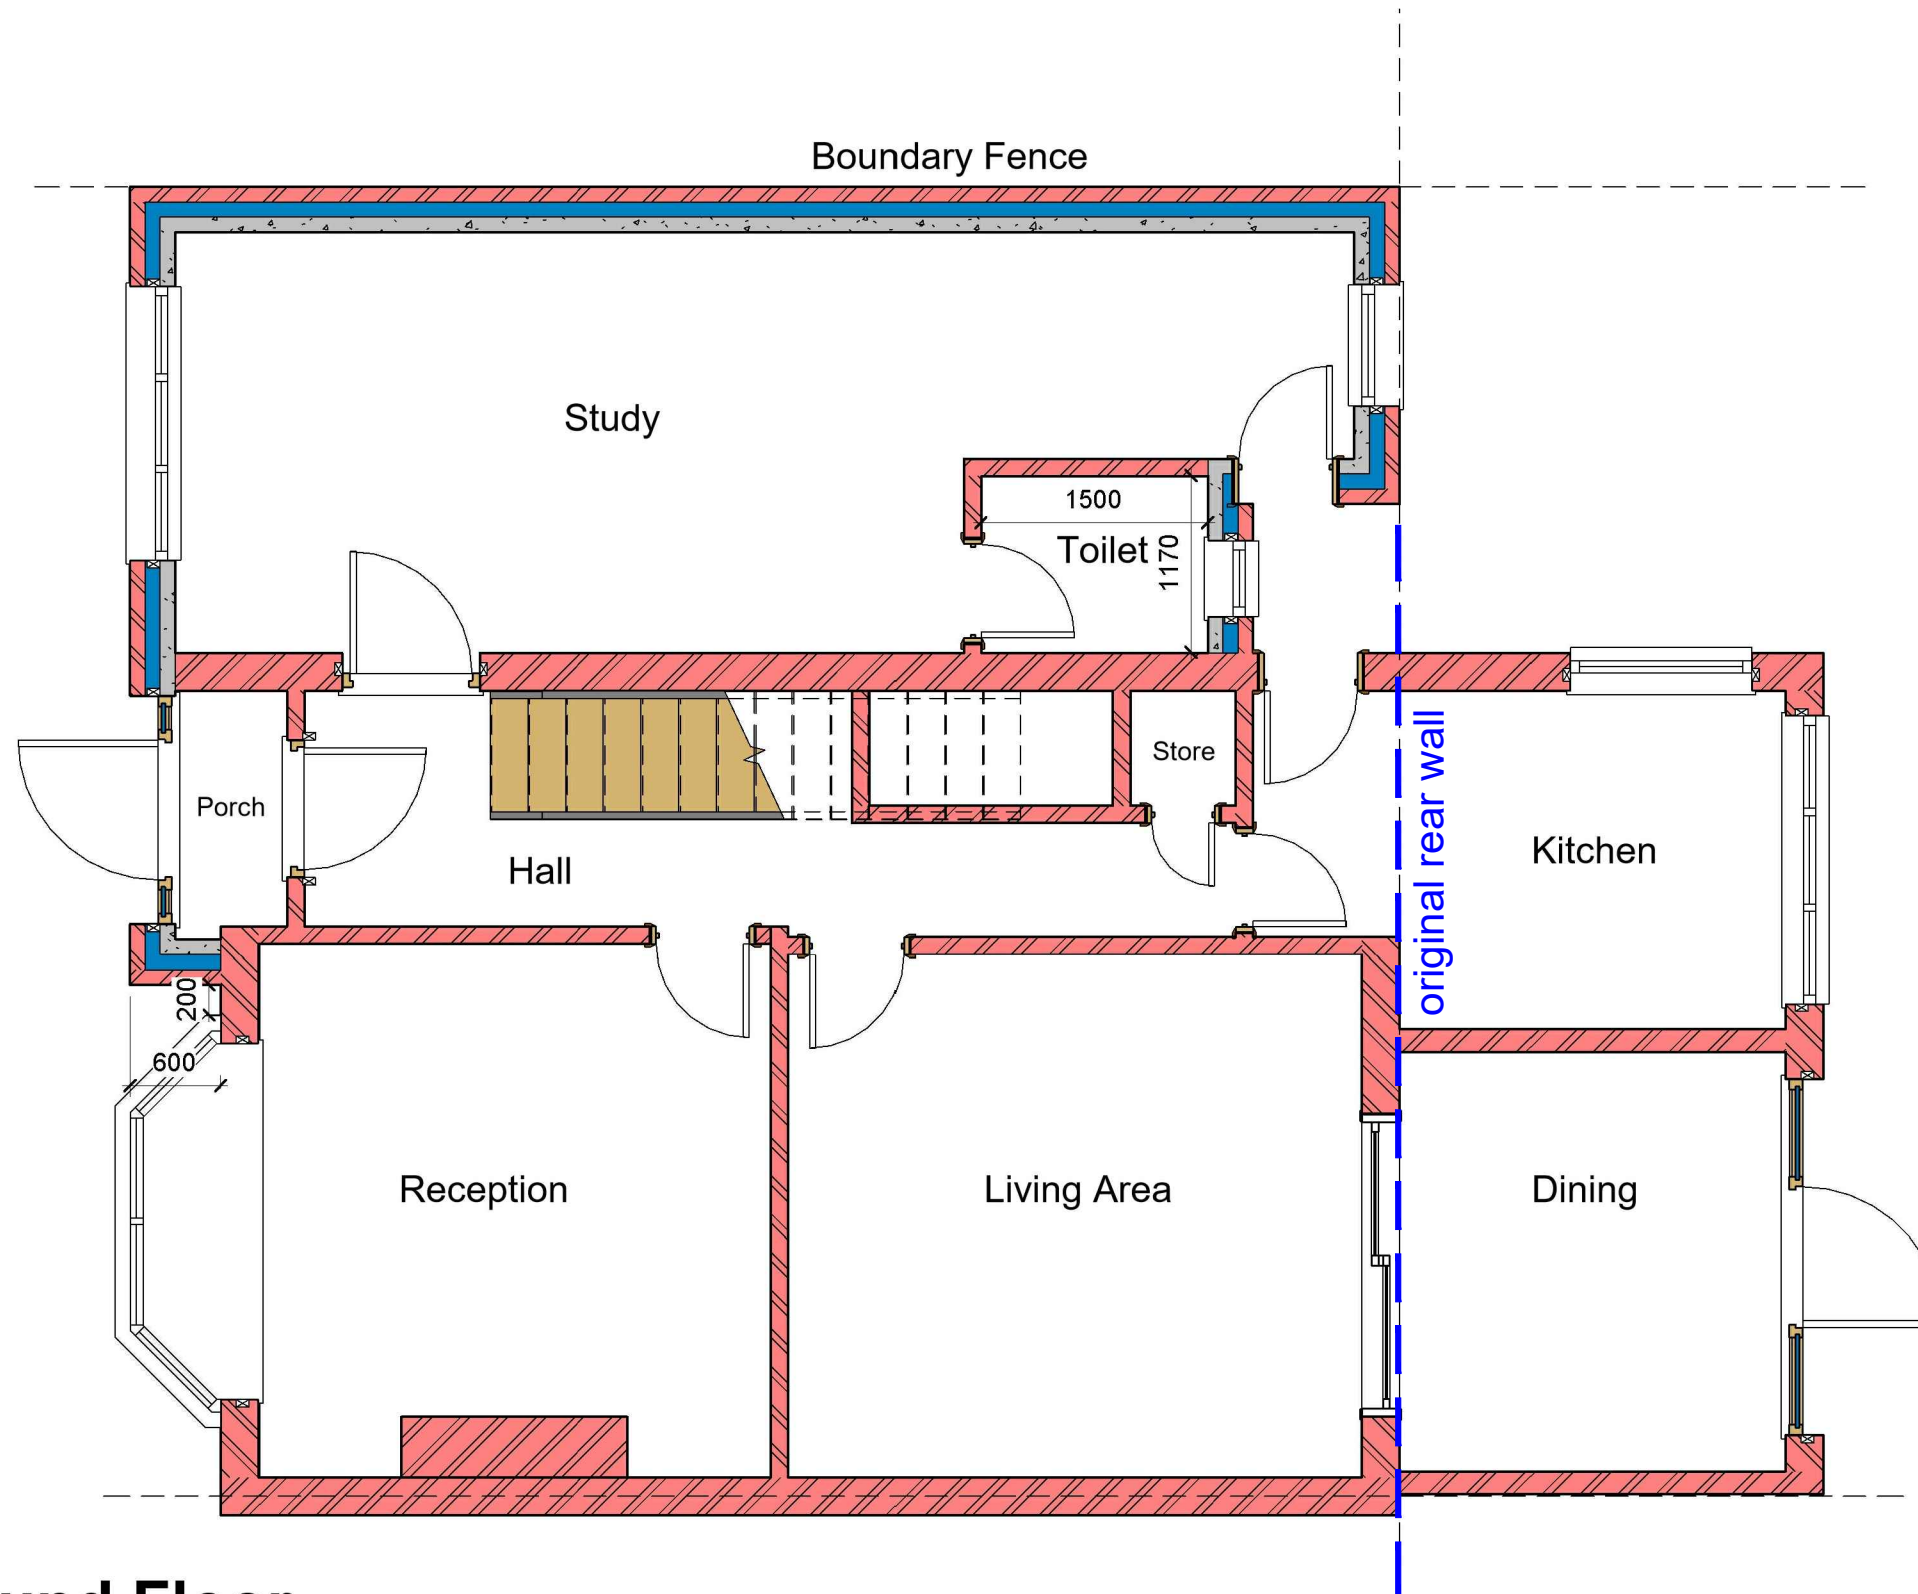 Boundary Fence
Study
1500
Toilet
1170
Store
Porch
Hall
Kitchen
original rear wall
200
600
Reception
Living Area
Dining